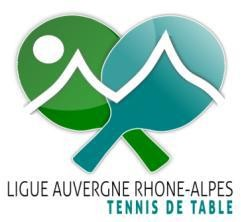 LIGUE AUVERGNE RHONE-ALPES
TENNIS DE TABLE